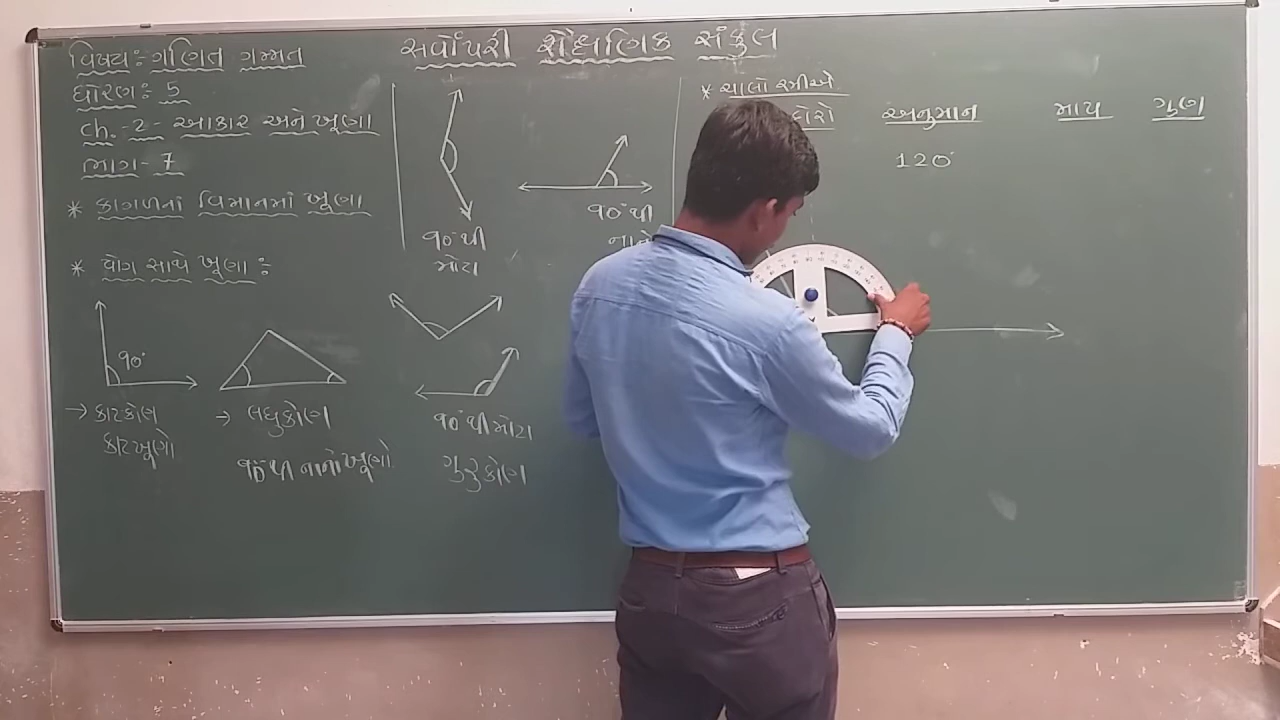 સર્વોપરી શૈક્ષણિક સંકુલ
વિષય: ગણિત ગમ્મત
ધોરણ: 5
ch.-2- આકાર અને ખૂણા
ભાગ- 7
* કાગળનાં વિમાનમાં ખૂણા
* યોગ સાથે ખૂણા:
90°
→ કાટકોણ
કાટખૂણો
→ લઘુકોણ
90°થી નાનો ખૂણો
90°થી
મોટા
90°થી
નાનો
90°થી મોટા
ગુરુકોણ
* ચાલો રમીએ
દોરો અનુમાન માપ ગુણ
120°